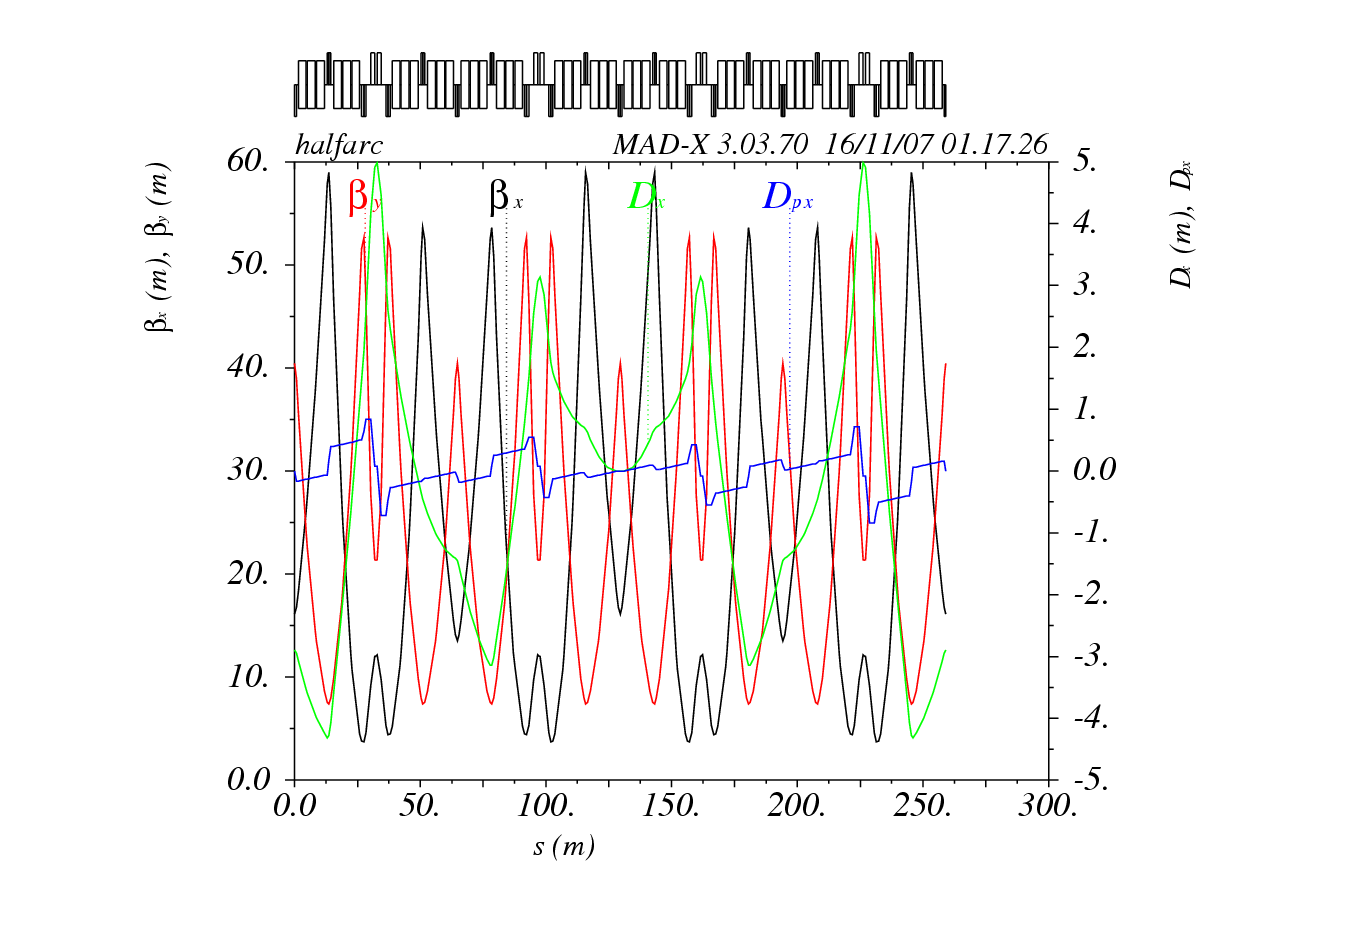 halfarc MAD-X 3.03.70 16/11/07 01.17.26
60. 5.
βy βx Dx Dpx
4.
50. 3.
2.
40.
1.
30. 0.0
-1.
20. -2.
-3.
10. -4.
0.0 -5.
0.0 50. 100. 150. 200. 250. 300.
s (m)
βx (m), βy (m)
Dx (m), Dpx